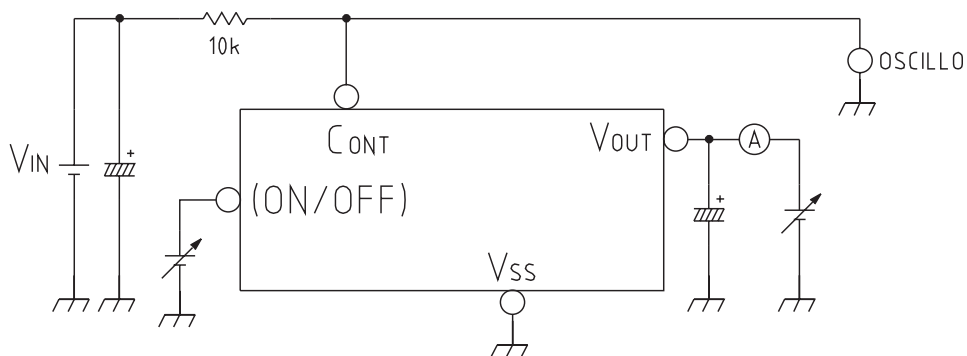 10k
OSCILLO
CONT
VOUT
A
VIN
+
(ON/OFF)
+
VSS